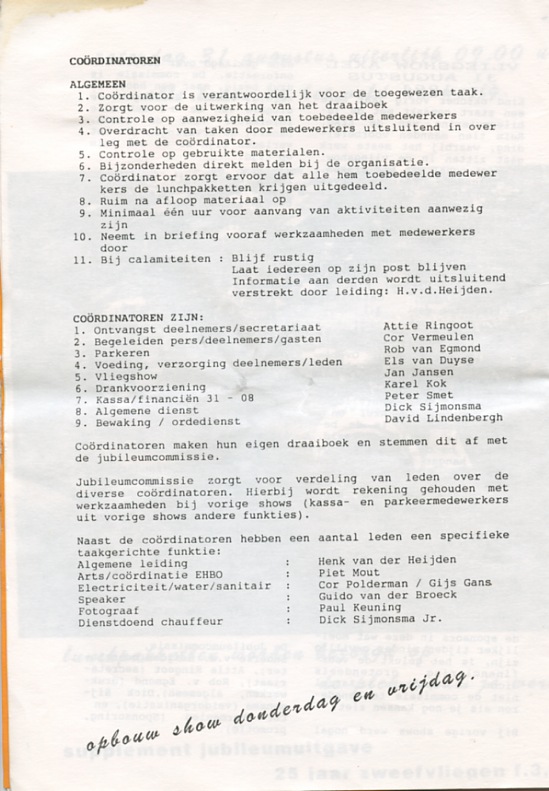 COÖRDINATOREN
ALGEMEEN
1. Coördinator is verantwoordelijk voor de toegewezen taak.
2. Zorgt voor de uitwerking van het draaiboek
3. Controle op aanwezigheid van toebedeelde medewerkers
4. Overdracht van taken door medewerkers uitsluitend in over
leg met de coördinator.
5. Controle op gebruikte materialen.
6. Bijzonderheden direkt melden bij de organisatie.
7. Coördinator zorgt ervoor dat alle hem toebedeelde medewer
kers de lunchpakketten krijgen uitgedeeld.
8. Ruim na afloop materiaal op
9. Minimaal één uur voor aanvang van aktiviteiten aanwezig
zijn
10. Neemt in briefing vooraf werkzaamheden met medewerkers
door
11. Bij calamiteiten : Blijf rustig
Laat iedereen op zijn post blijven
Informatie aan derden wordt uitsluitend
verstrekt door leiding: H.v.d.Heijden.
COÖRDINATOREN ZIJN:
1. Ontvangst deelnemers/secretariaat Attie Ringoot
2. Begeleiden pers/deelnemers/gasten Cor Vermeulen
3. Parkeren Rob van Egmond
4. Voeding, verzorging deelnemers/leden Els van Duyse
5. Vliegshow Jan Jansen
6. Drankvoorziening Karel Kok
7. Kassa/financiën 31 - 08 Peter Smet
8. Algemene dienst Dick Sijmonsma
9. Bewaking / ordedienst David Lindenbergh
Coördinatoren maken hun eigen draaiboek en stemmen dit af met
de jubileumcommissie.
Jubileumcommissie zorgt voor verdeling van leden over de
diverse coördinatoren. Hierbij wordt rekening gehouden met
werkzaamheden bij vorige shows (kassa- en parkeermedewerkers
uit vorige shows andere funkties).
Naast de coördinatoren hebben een aantal leden een specifieke
taakgerichte funktie:
Algemene leiding : Henk van der Heijden
Arts/coördinatie EHBO : Piet Mout
Electriciteit/water/sanitair : Cor Polderman / Gijs Gans
Speaker : Guido van der Broeck
Fotograaf : Paul Keuning
Dienstdoend chauffeur : Dick Sijmonsma Jr.
opbouw show donderdag en vrijdag.